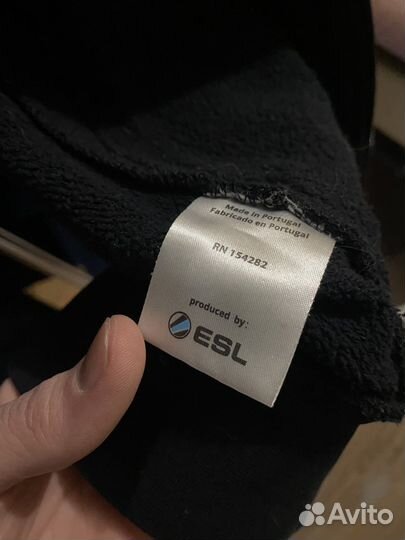 Made in Portugal
Fabricado en Portugal
RN 154282
produced by:
ESL
Avito